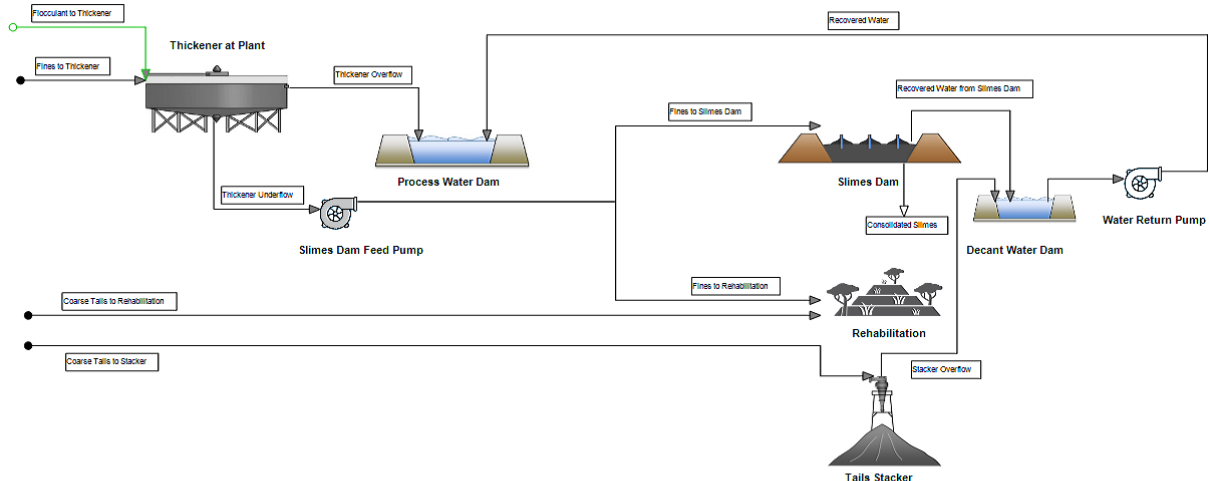 Flocculant to Thickener
Recovered Water
Thickener at Plant
Fines to Thickener
Thickener Overflow
Recovered Water from Slimes Dam
Fines to Slimes Dam
Process Water Dam
Slimes Dam
Thickener Underflow
Water Return Pump
Consolidated Slimes
Slimes Dam Feed Pump
Decant Water Dam
Fines to Rehabilitation
Coarse Tails to Rehabilitation
Rehabilitation
Coarse Tails to Stacker
Stacker Overflow
Tails Stacker